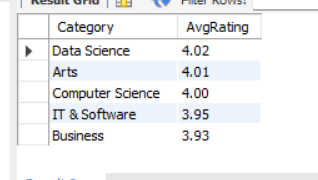 Result Grid Filter Rows:
Category AvgRating
Data Science 4.02
Arts 4.01
Computer Science 4.00
IT & Software 3.95
Business 3.93